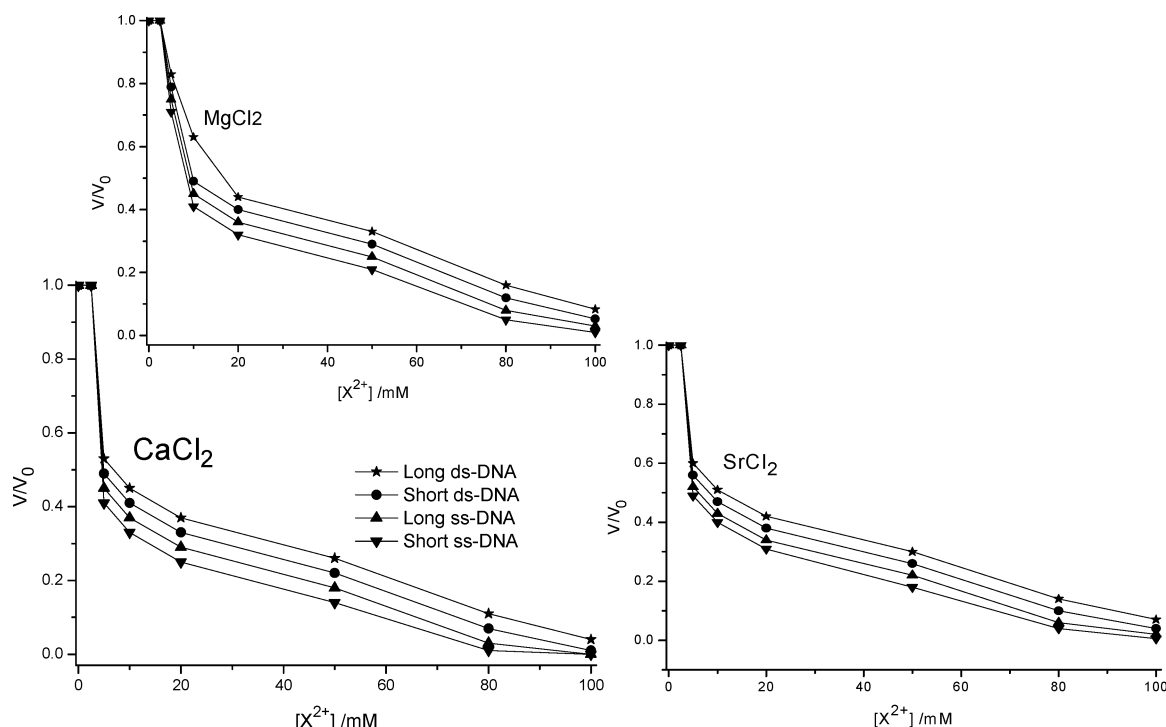 1.0
0.8
0.6
0.4
0.2
0.0
V/V0
MgCl2
0 20 40 60 80 100
[X2+] /mM
1.0
0.8
0.6
0.4
0.2
0.0
V/V0
CaCl2
Long ds-DNA
Short ds-DNA
Long ss-DNA
Short ss-DNA
0 20 40 60 80 100
[X2+] /mM
1.0
0.8
0.6
0.4
0.2
0.0
V/V0
SrCl2
0 20 40 60 80 100
[X2+] /mM